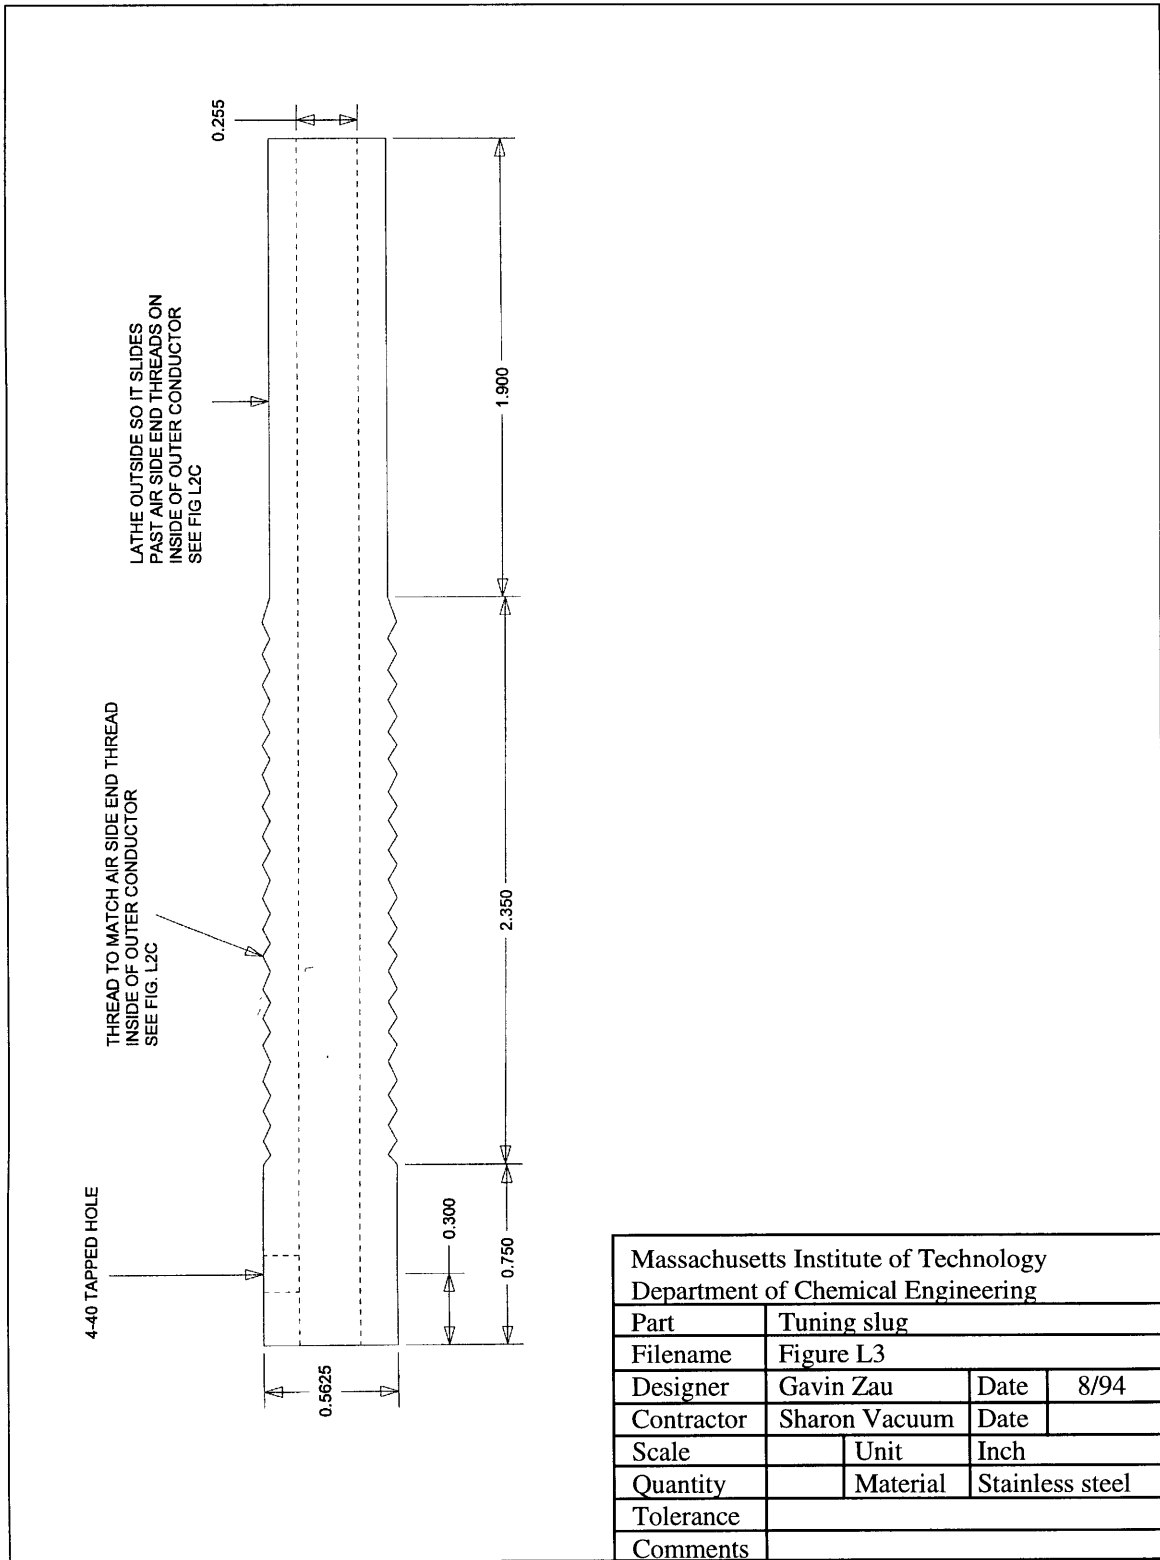 0.255
LATHE OUTSIDE SO IT SLIDES
PAST AIR SIDE END THREADS ON
INSIDE OF OUTER CONDUCTOR
SEE FIG L2C
1.900
THREAD TO MATCH AIR SIDE END THREAD
INSIDE OF OUTER CONDUCTOR
SEE FIG. L2C
2.350
4-40 TAPPED HOLE
0.300
0.750
0.5625
Massachusetts Institute of Technology
Department of Chemical Engineering
Part Tuning slug
Filename Figure L3
Designer Gavin Zau Date 8/94
Contractor Sharon Vacuum Date
Scale Unit Inch
Quantity Material Stainless steel
Tolerance
Comments